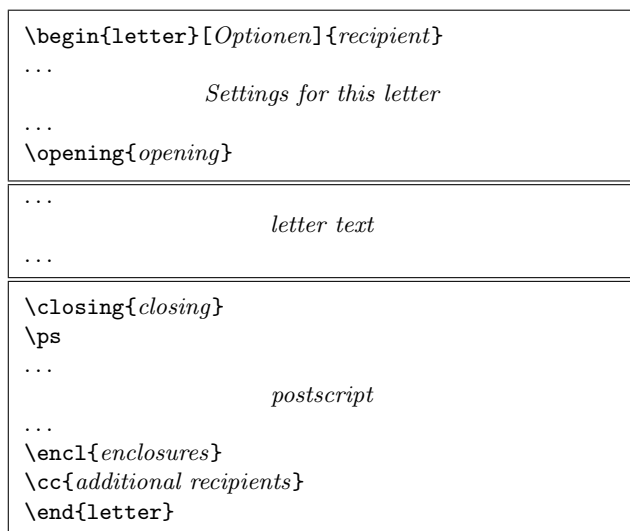 \begin{letter}[Optionen]{recipient}
...
Settings for this letter
...
\opening{opening}
...
letter text
...
\closing{closing}
\ps
...
postscript
...
\encl{enclosures}
\cc{additional recipients}
\end{letter}